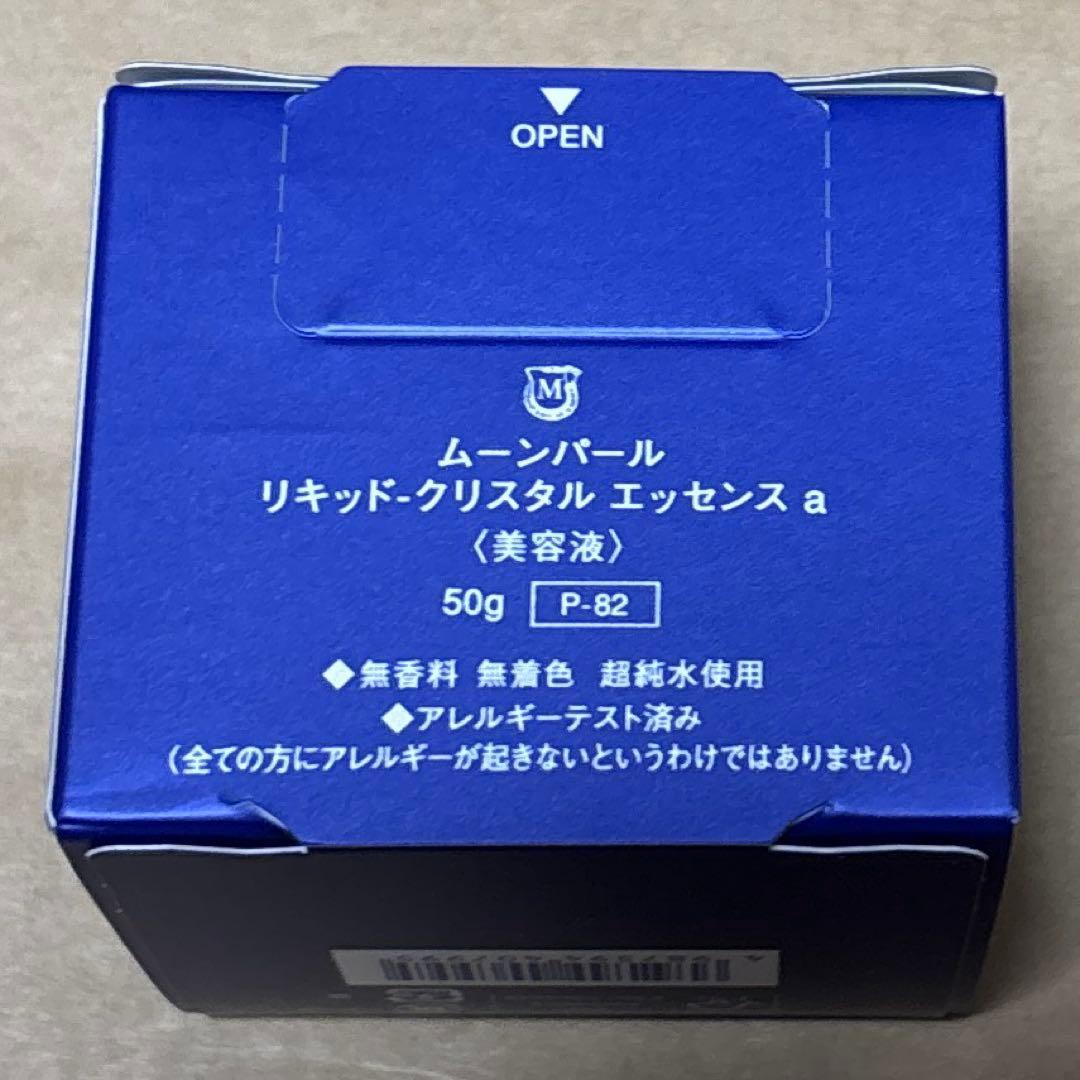 ▼
OPEN
M
ムーンパール
リキッド-クリスタル エッセンス a
〈美容液〉
50g P-82
◆無香料 無着色 超純水使用
◆アレルギーテスト済み
(全ての方にアレルギーが起きないというわけではありません)